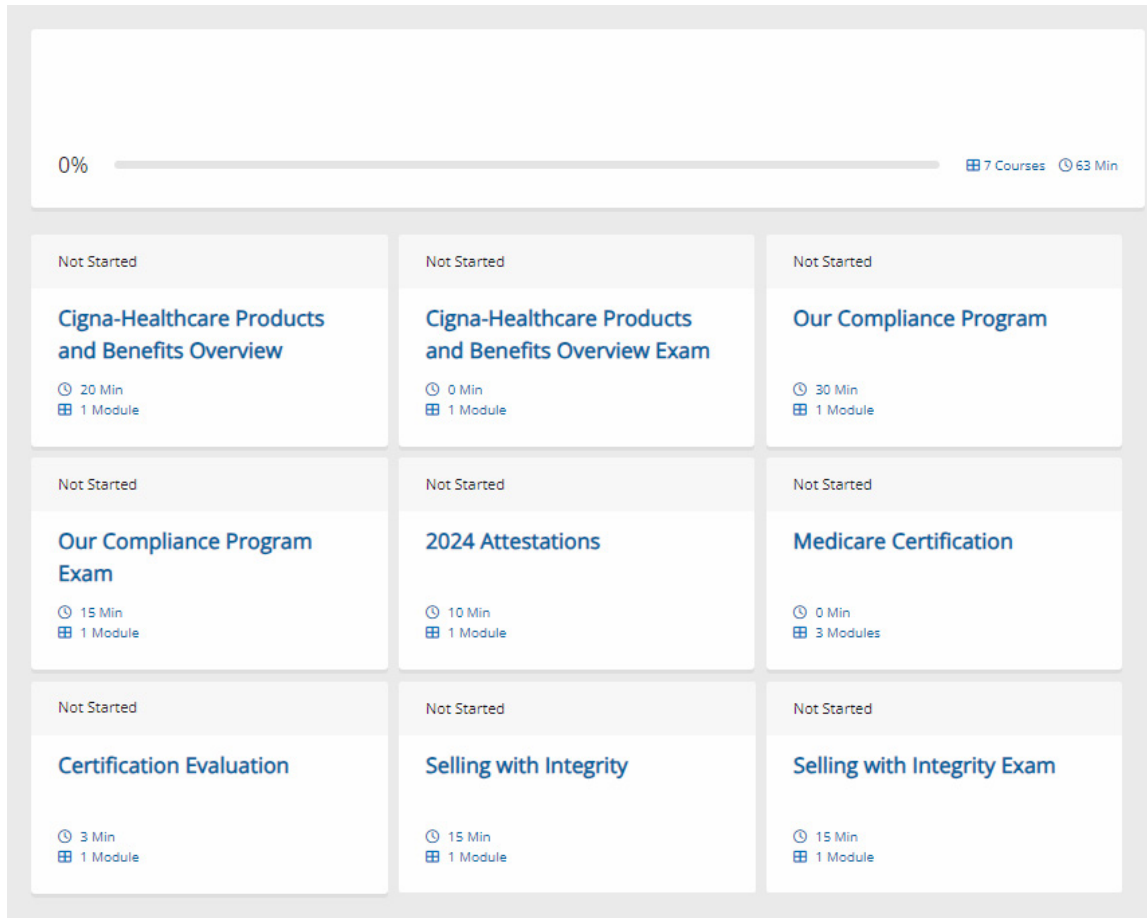 0%
7 Courses 63 Min
Not Started
Cigna-Healthcare Products
and Benefits Overview
20 Min
1 Module
Not Started
Cigna-Healthcare Products
and Benefits Overview Exam
0 Min
1 Module
Not Started
Our Compliance Program
30 Min
1 Module
Not Started
Our Compliance Program
Exam
15 Min
1 Module
Not Started
2024 Attestations
10 Min
1 Module
Not Started
Medicare Certification
0 Min
3 Modules
Not Started
Certification Evaluation
3 Min
1 Module
Not Started
Selling with Integrity
15 Min
1 Module
Not Started
Selling with Integrity Exam
15 Min
1 Module